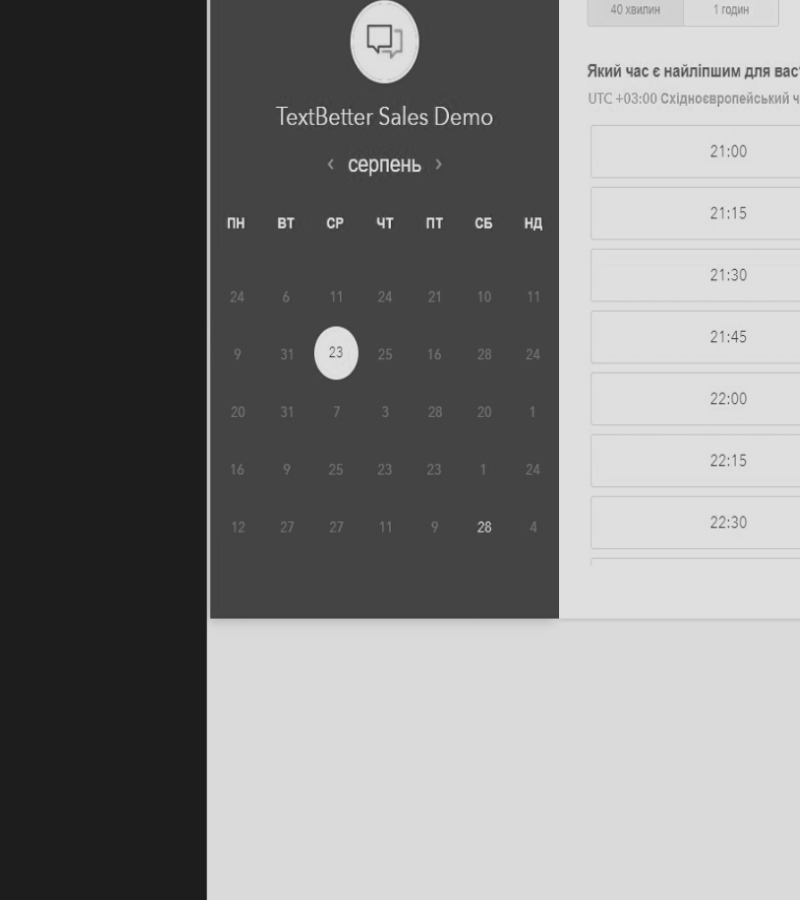 TextBetter Sales Demo
‹ серпень ›
ПН ВТ СР ЧТ ПТ СБ НД
24 6 11 24 21 10 11
9 31 23 25 16 28 24
20 31 7 3 28 20 1
16 9 25 23 23 1 24
12 27 27 11 9 28 4
40 хвилин 1 годин
Який час є найліпшим для вас
UTC +03:00 Східноєвропейський ч
21:00
21:15
21:30
21:45
22:00
22:15
22:30